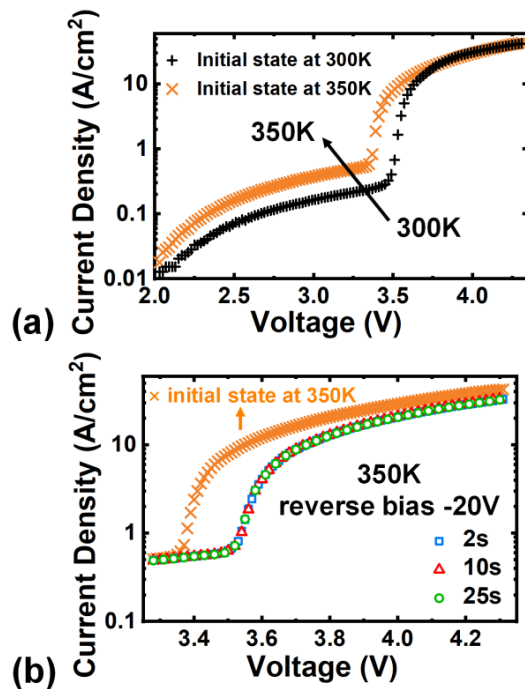 (a)
Current Density (A/cm²)
10
1
0.1
0.01
+ Initial state at 300K
× Initial state at 350K
350K
300K
2.0 2.5 3.0 3.5 4.0
Voltage (V)
(b)
Current Density (A/cm²)
10
1
0.1
× initial state at 350K
350K
reverse bias -20V
2s
10s
25s
3.4 3.6 3.8 4.0 4.2
Voltage (V)